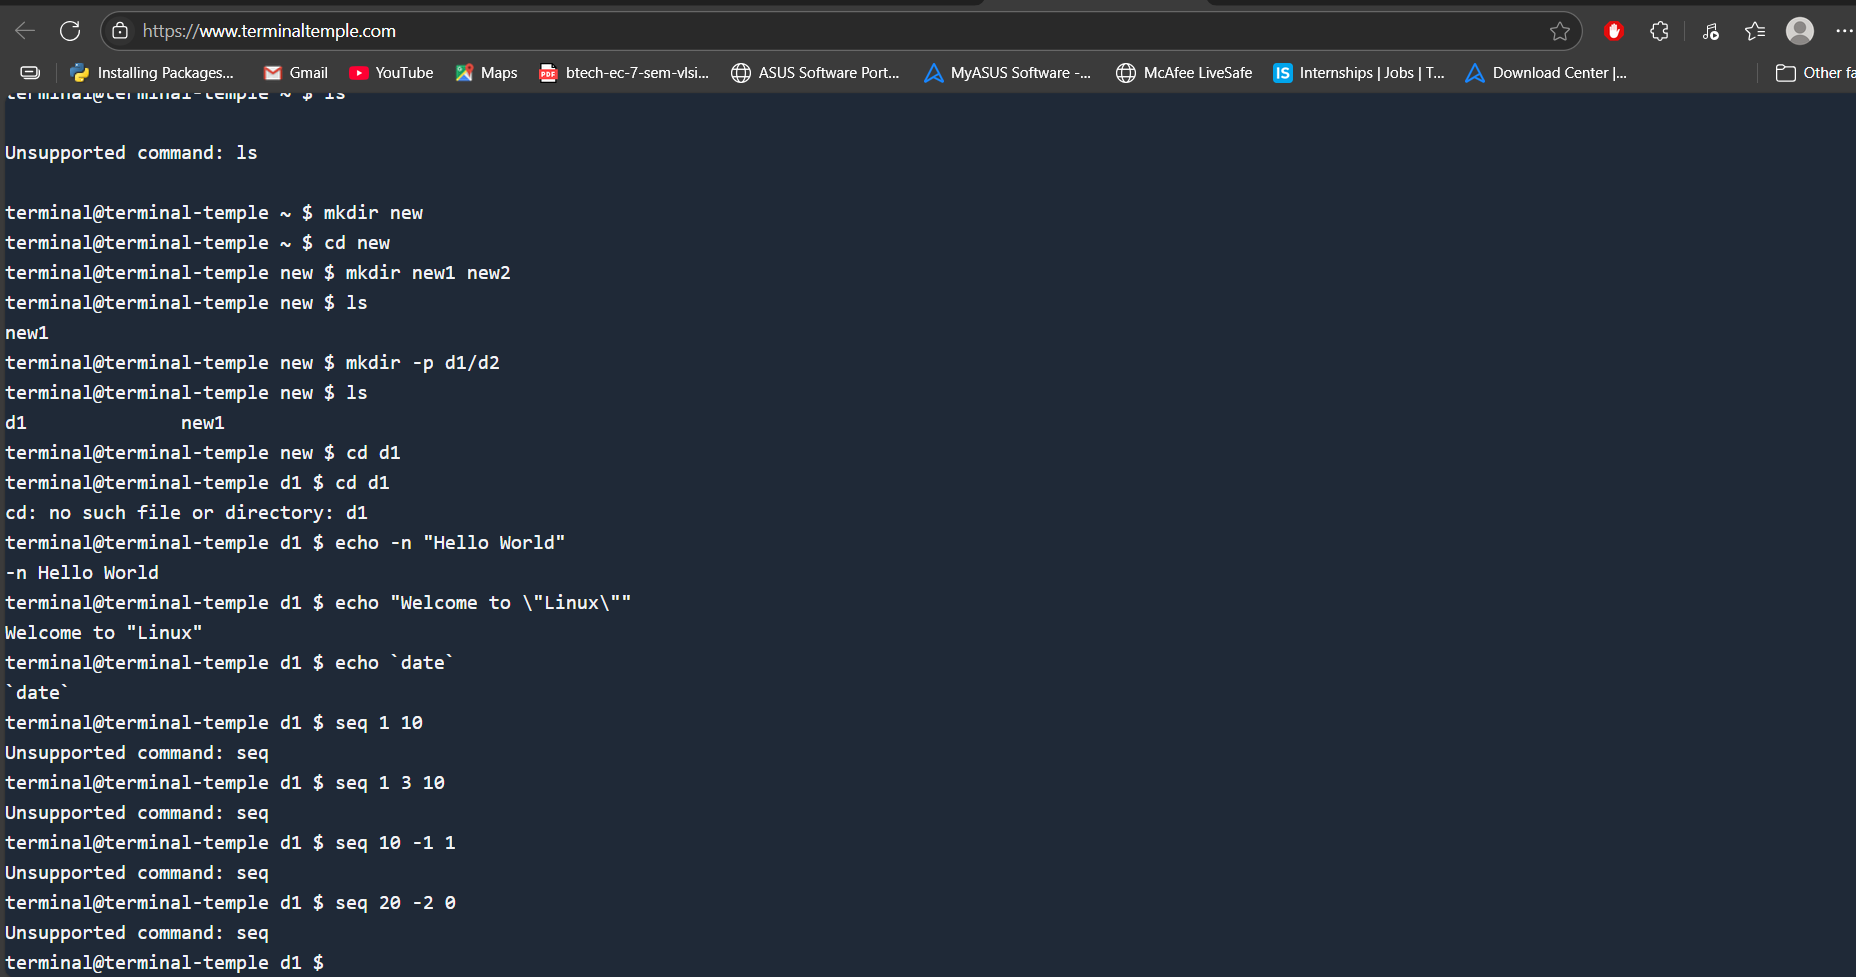 https://www.terminaltemple.com
Installing Packages... Gmail YouTube Maps PDF btech-ec-7-sem-vlsi... ASUS Software Port... MyASUS Software -... McAfee LiveSafe IS Internships | Jobs | T... Download Center |... Other fa
terminal@terminal-temple ~ $ ls
Unsupported command: ls
terminal@terminal-temple ~ $ mkdir new
terminal@terminal-temple ~ $ cd new
terminal@terminal-temple new $ mkdir new1 new2
terminal@terminal-temple new $ ls
new1
terminal@terminal-temple new $ mkdir -p d1/d2
terminal@terminal-temple new $ ls
d1 new1
terminal@terminal-temple new $ cd d1
terminal@terminal-temple d1 $ cd d1
cd: no such file or directory: d1
terminal@terminal-temple d1 $ echo -n "Hello World"
-n Hello World
terminal@terminal-temple d1 $ echo "Welcome to \"Linux\""
Welcome to "Linux"
terminal@terminal-temple d1 $ echo `date`
`date`
terminal@terminal-temple d1 $ seq 1 10
Unsupported command: seq
terminal@terminal-temple d1 $ seq 1 3 10
Unsupported command: seq
terminal@terminal-temple d1 $ seq 10 -1 1
Unsupported command: seq
terminal@terminal-temple d1 $ seq 20 -2 0
Unsupported command: seq
terminal@terminal-temple d1 $